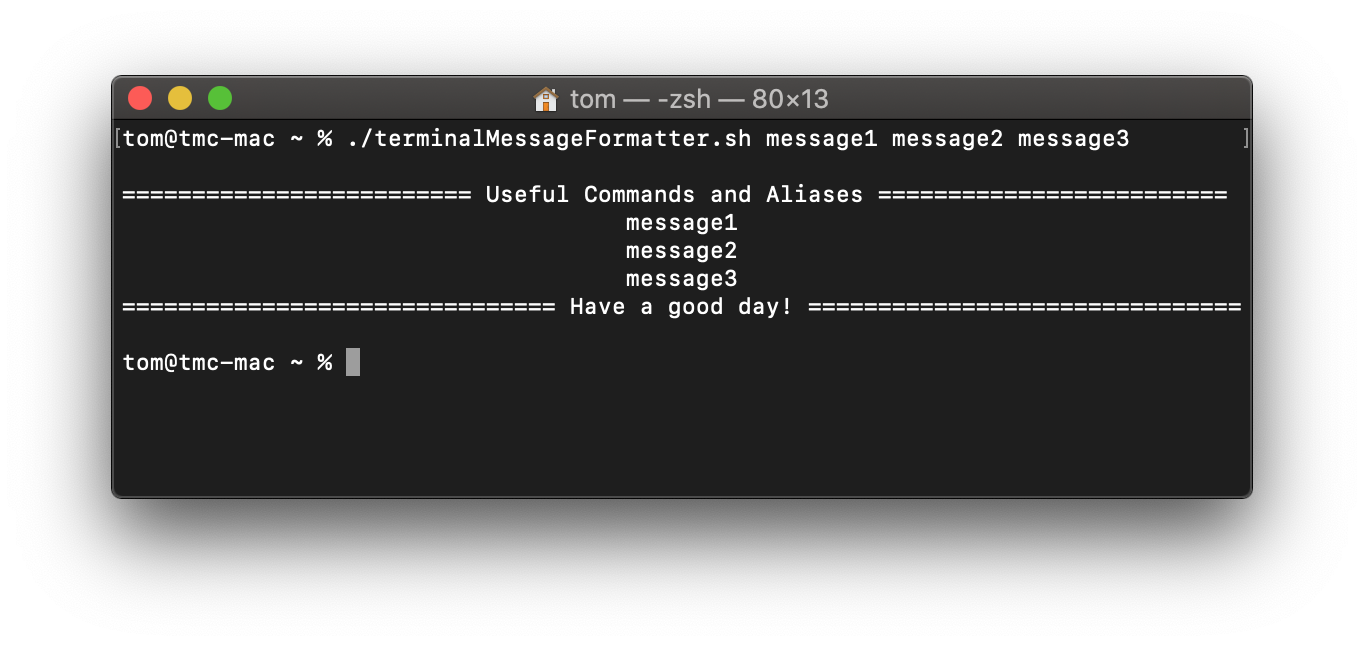 tom — -zsh — 80×13
[tom@tmc-mac ~ % ./terminalMessageFormatter.sh message1 message2 message3 ]
========================= Useful Commands and Aliases =========================
message1
message2
message3
=============================== Have a good day! ===============================
tom@tmc-mac ~ %